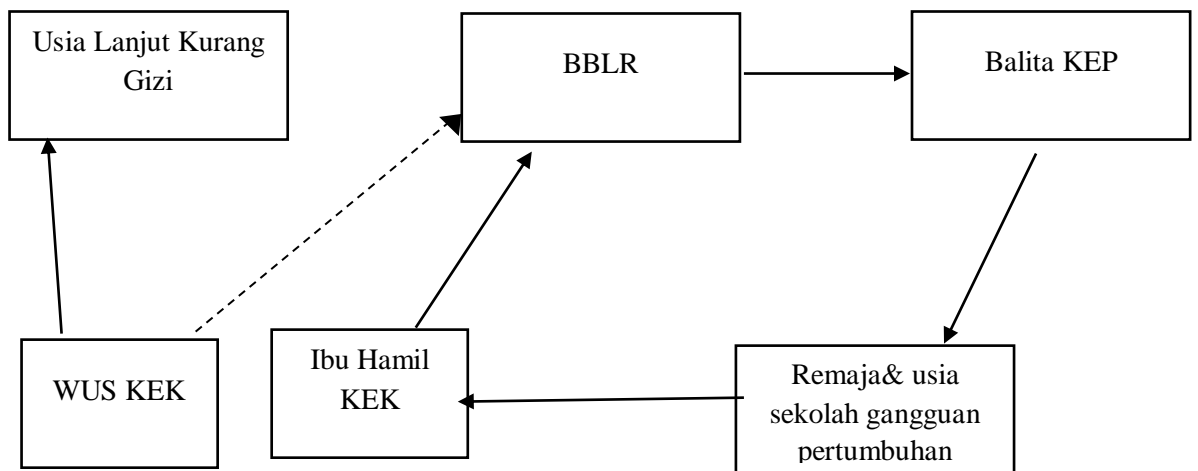 Usia Lanjut Kurang
Gizi
BBLR
Balita KEP
WUS KEK
Ibu Hamil
KEK
Remaja& usia
sekolah gangguan
pertumbuhan